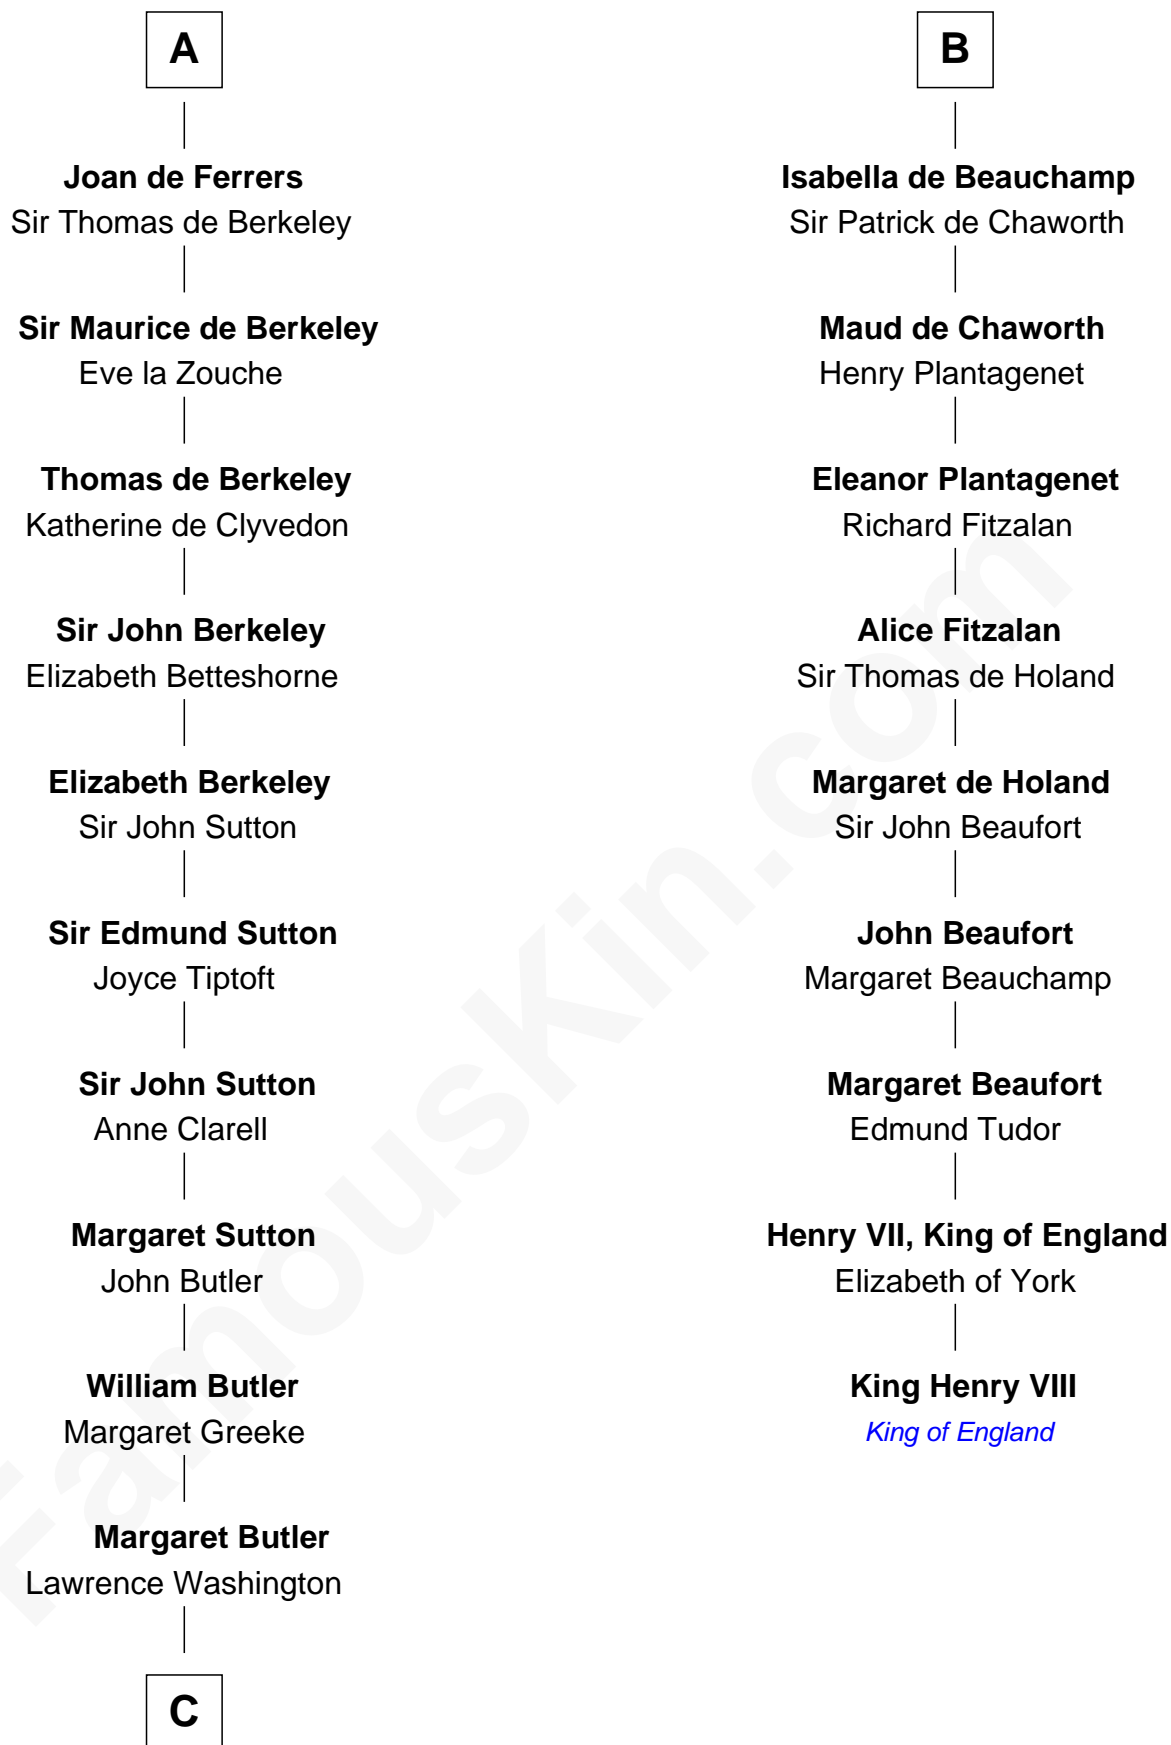 A
Joan de Ferrers
Sir Thomas de Berkeley
Sir Maurice de Berkeley
Eve la Zouche
Thomas de Berkeley
Katherine de Clyvedon
Sir John Berkeley
Elizabeth Betteshorne
Elizabeth Berkeley
Sir John Sutton
Sir Edmund Sutton
Joyce Tiptoft
Sir John Sutton
Anne Clarell
Margaret Sutton
John Butler
William Butler
Margaret Greeke
Margaret Butler
Lawrence Washington
C
B
Isabella de Beauchamp
Sir Patrick de Chaworth
Maud de Chaworth
Henry Plantagenet
Eleanor Plantagenet
Richard Fitzalan
Alice Fitzalan
Sir Thomas de Holand
Margaret de Holand
Sir John Beaufort
John Beaufort
Margaret Beauchamp
Margaret Beaufort
Edmund Tudor
Henry VII, King of England
Elizabeth of York
King Henry VIII
King of England
FamousKin.com